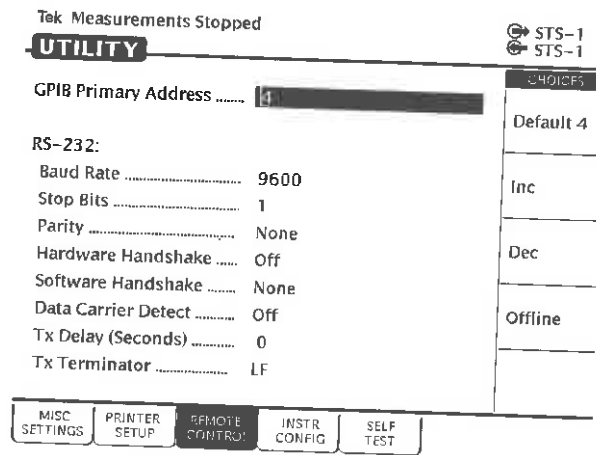 Tek Measurements Stopped
STS-1
STS-1
UTILITY
CHOICES
GPIB Primary Address ....... 4
Default 4
RS-232:
Baud Rate ............................ 9600
Inc
Stop Bits ............................. 1
Parity ................................... None
Hardware Handshake ...... Off
Dec
Software Handshake ........ None
Data Carrier Detect .......... Off
Offline
Tx Delay (Seconds) ........... 0
Tx Terminator .................. LF
MISC SETTINGS
PRINTER SETUP
REMOTE CONTROL
INSTR CONFIG
SELF TEST